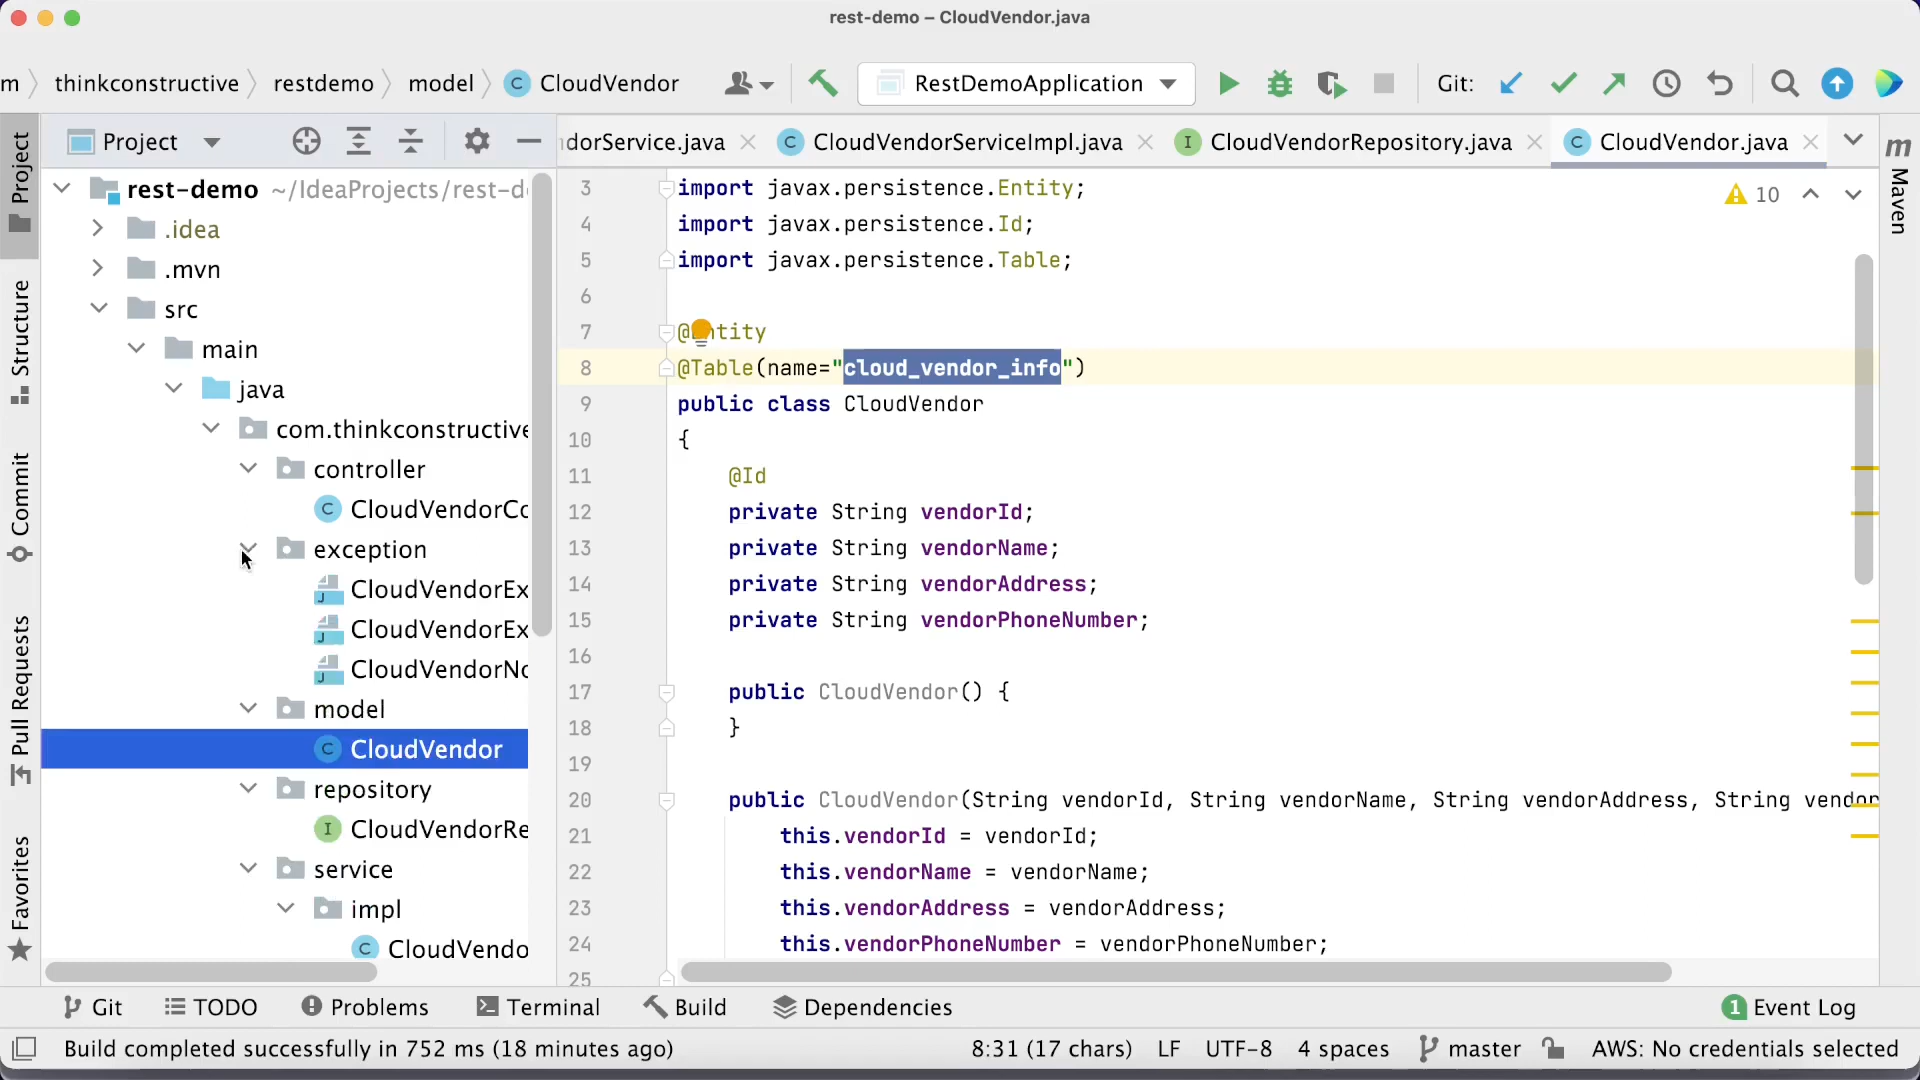 rest-demo – CloudVendor.java
m thinkconstructive restdemo model C CloudVendor RestDemoApplication Git:
Project ndorService.java C CloudVendorServiceImpl.java I CloudVendorRepository.java C CloudVendor.java
Project
Structure
Commit
Pull Requests
Favorites
m Maven
rest-demo ~/IdeaProjects/rest-d
.idea
.mvn
src
main
java
com.thinkconstructive
controller
C CloudVendorCo
exception
CloudVendorEx
CloudVendorEx
CloudVendorNo
model
C CloudVendor
repository
I CloudVendorRe
service
impl
C CloudVendo
10
3 import javax.persistence.Entity;
4 import javax.persistence.Id;
5 import javax.persistence.Table;
6
7 @Entity
8 @Table(name="cloud_vendor_info")
9 public class CloudVendor
10 {
11 @Id
12 private String vendorId;
13 private String vendorName;
14 private String vendorAddress;
15 private String vendorPhoneNumber;
16
17 public CloudVendor() {
18 }
19
20 public CloudVendor(String vendorId, String vendorName, String vendorAddress, String vendor
21 this.vendorId = vendorId;
22 this.vendorName = vendorName;
23 this.vendorAddress = vendorAddress;
24 this.vendorPhoneNumber = vendorPhoneNumber;
25
Git TODO Problems Terminal Build Dependencies 1 Event Log
Build completed successfully in 752 ms (18 minutes ago) 8:31 (17 chars) LF UTF-8 4 spaces master AWS: No credentials selected